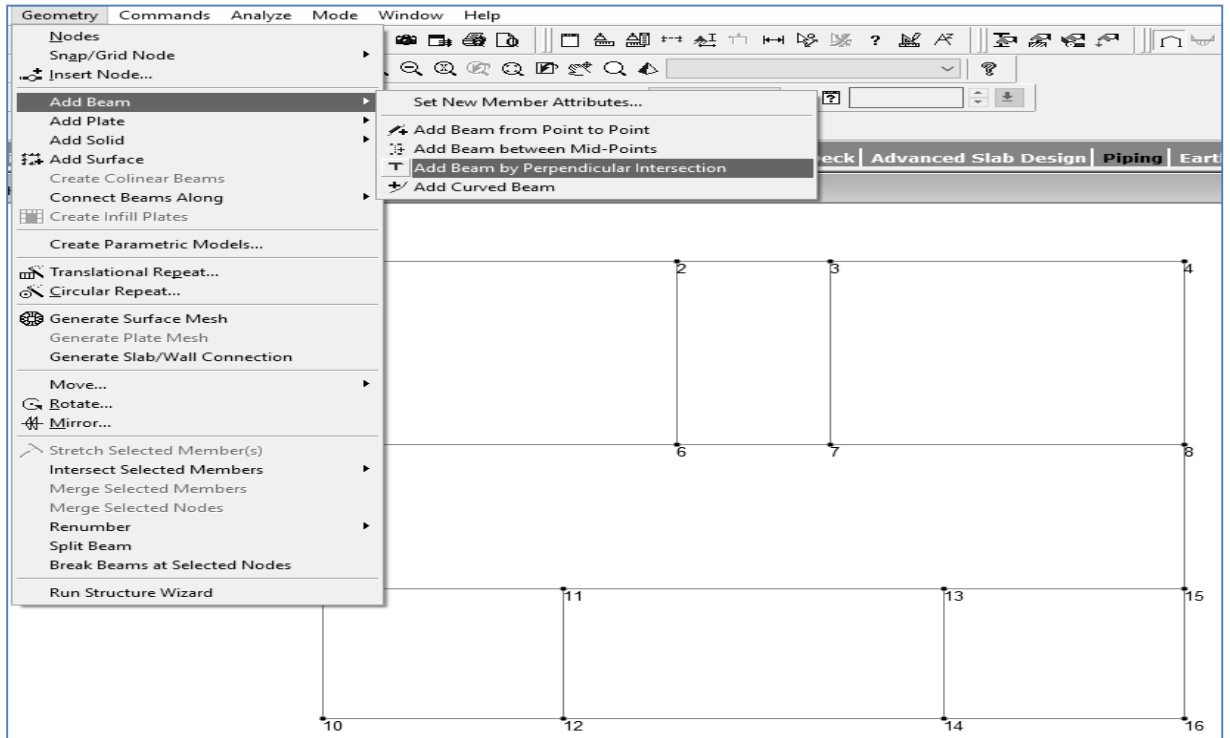 Geometry Commands Analyze Mode Window Help
Nodes
Snap/Grid Node
Insert Node...
Add Beam
Add Plate
Add Solid
Add Surface
Create Colinear Beams
Connect Beams Along
Create Infill Plates
Create Parametric Models...
Translational Repeat...
Circular Repeat...
Generate Surface Mesh
Generate Plate Mesh
Generate Slab/Wall Connection
Move...
Rotate...
Mirror...
Stretch Selected Member(s)
Intersect Selected Members
Merge Selected Members
Merge Selected Nodes
Renumber
Split Beam
Break Beams at Selected Nodes
Run Structure Wizard
Set New Member Attributes...
Add Beam from Point to Point
Add Beam between Mid-Points
Add Beam by Perpendicular Intersection
Add Curved Beam
eck Advanced Slab Design Piping Eart
2 3 4
6 7 8
11 13 15
10 12 14 16